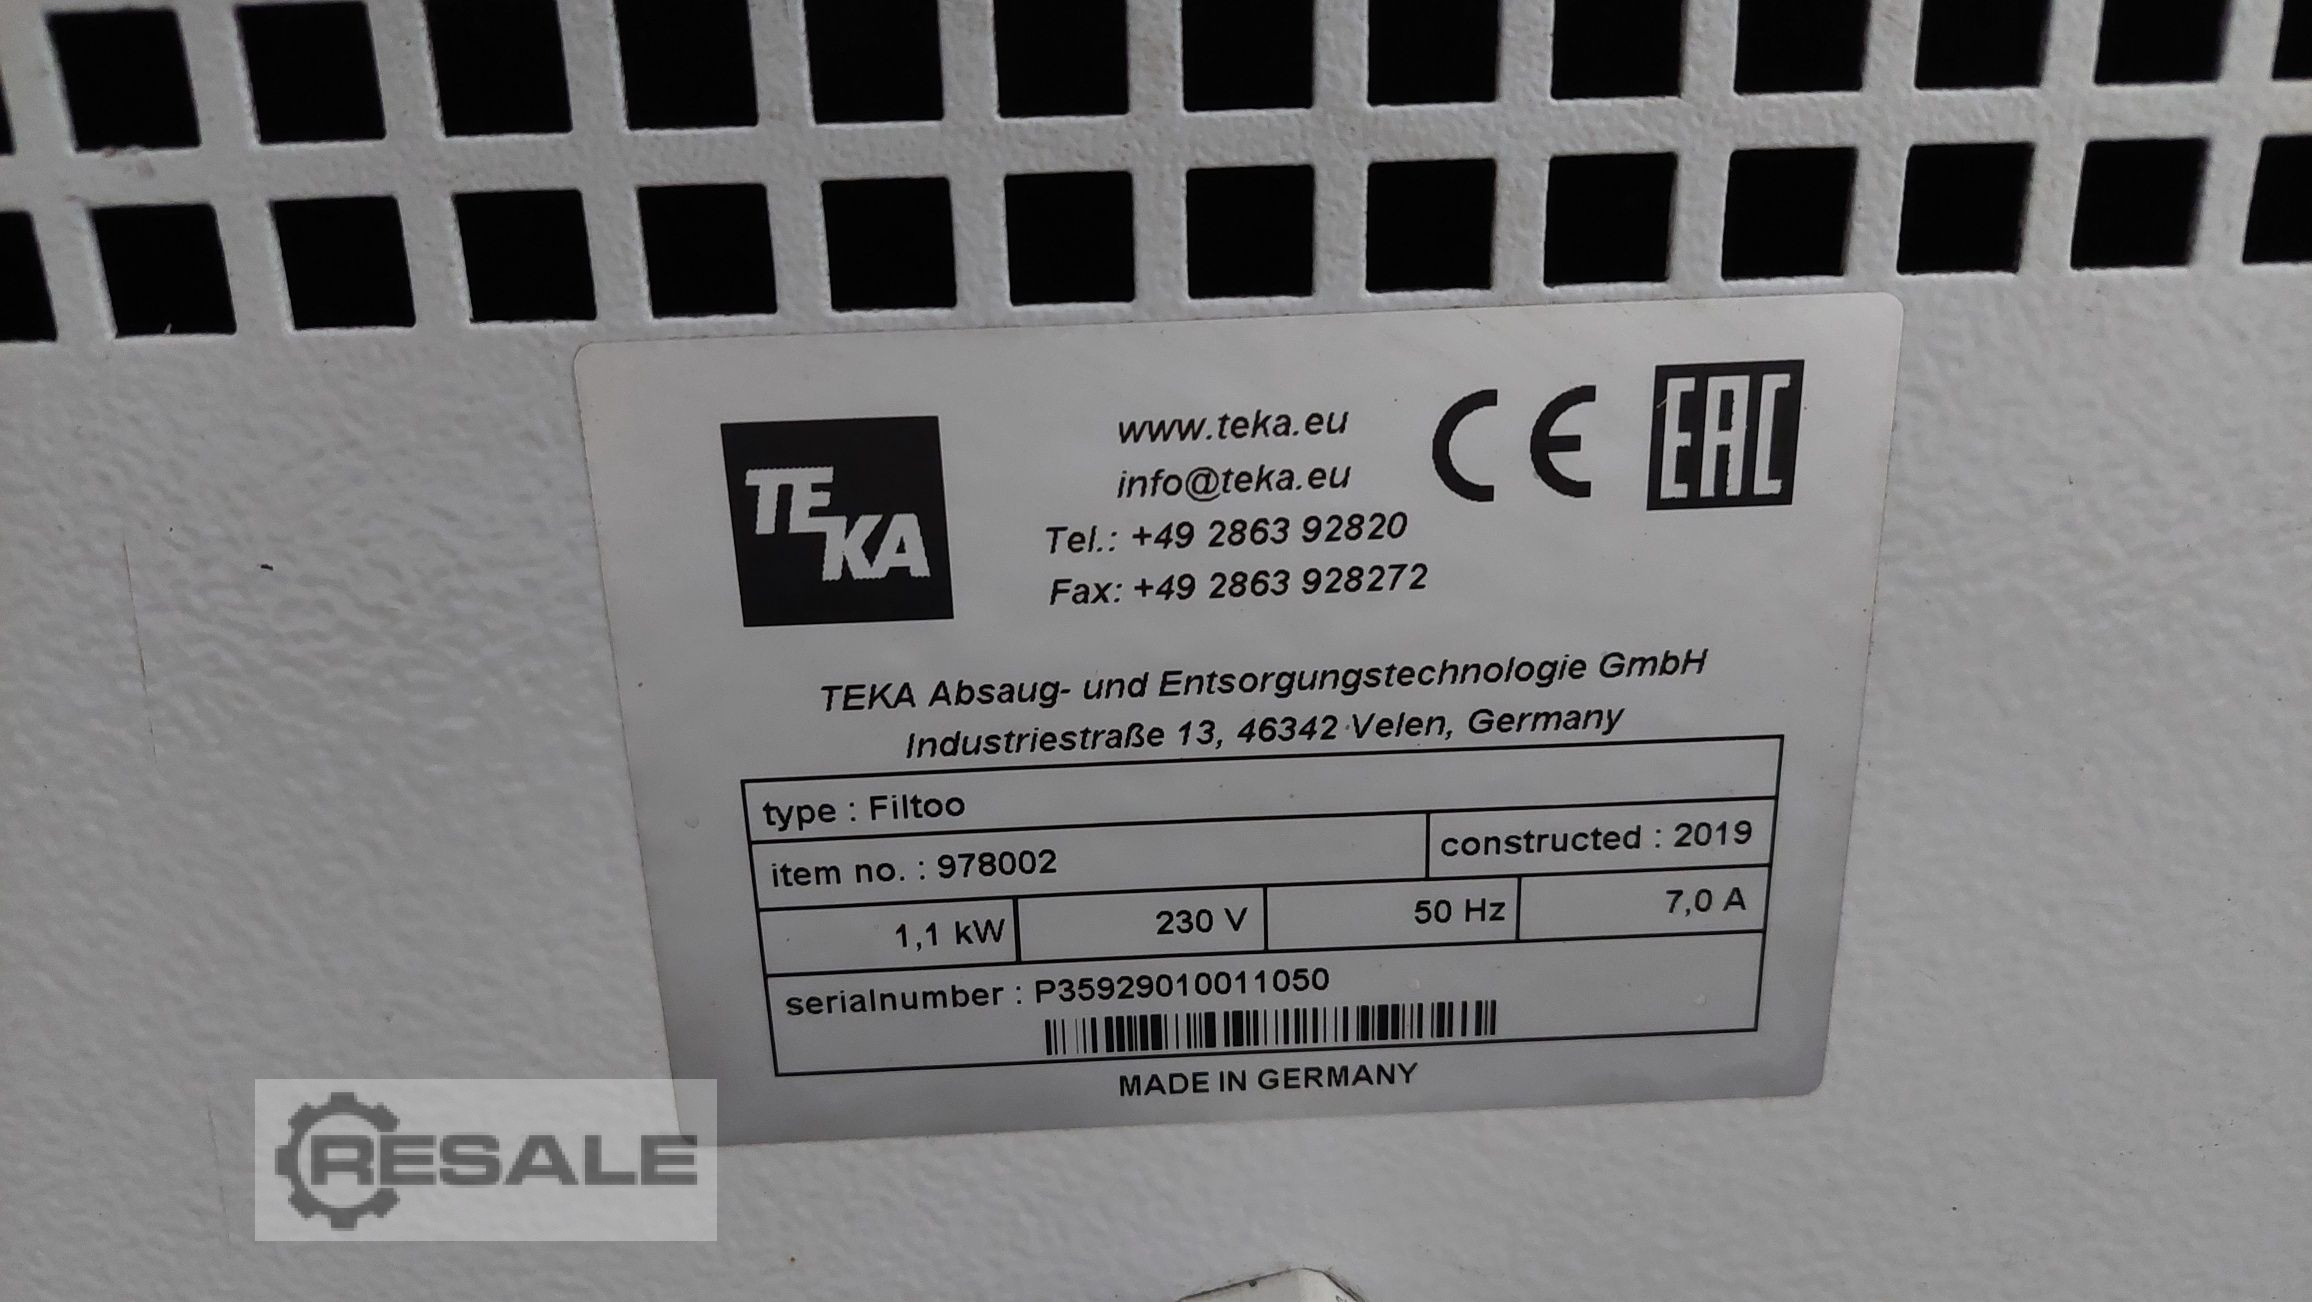 TEKA
www.teka.eu
info@teka.eu
Tel.: +49 2863 92820
Fax: +49 2863 928272
CE EAC
TEKA Absaug- und Entsorgungstechnologie GmbH
Industriestraße 13, 46342 Velen, Germany
type : Filtoo
item no. : 978002 constructed : 2019
1,1 kW 230 V 50 Hz 7,0 A
serialnumber : P35929010011050
MADE IN GERMANY
RESALE